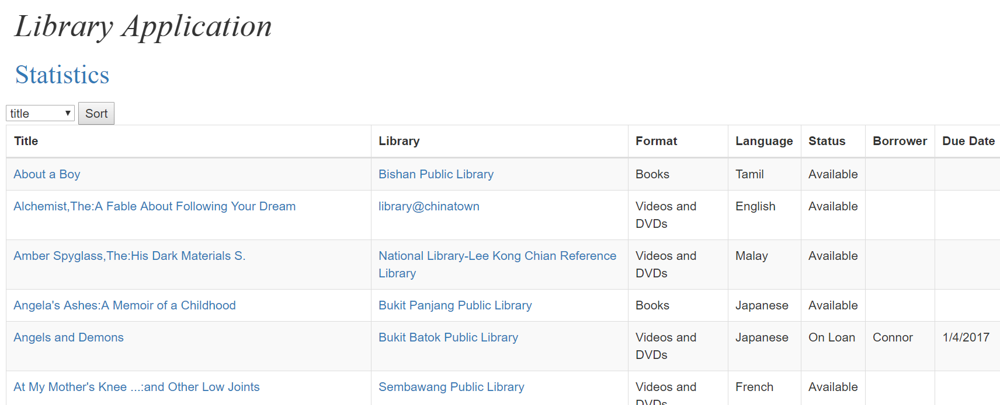 Library Application
Statistics
title Sort
Title Library Format Language Status Borrower Due Date
About a Boy Bishan Public Library Books Tamil Available
Alchemist,The:A Fable About Following Your Dream library@chinatown Videos and English Available
DVDs
Amber Spyglass,The:His Dark Materials S. National Library-Lee Kong Chian Reference Videos and Malay Available
Library DVDs
Angela's Ashes:A Memoir of a Childhood Bukit Panjang Public Library Books Japanese Available
Angels and Demons Bukit Batok Public Library Videos and Japanese On Loan Connor 1/4/2017
DVDs
At My Mother's Knee ...:and Other Low Joints Sembawang Public Library Videos and French Available
DVDs